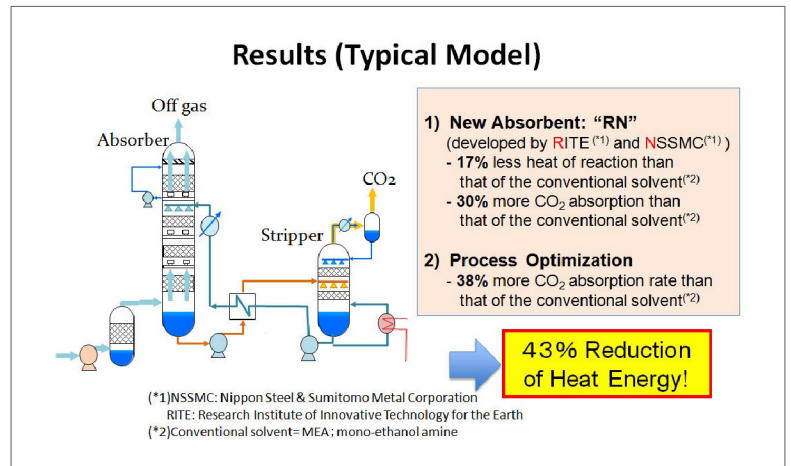 Results (Typical Model)
Off gas
Absorber
CO2
Stripper
1) New Absorbent: “RN”
(developed by RITE (*1) and NSSMC(*1) )
- 17% less heat of reaction than
that of the conventional solvent(*2)
- 30% more CO2 absorption than
that of the conventional solvent(*2)
2) Process Optimization
- 38% more CO2 absorption rate than
that of the conventional solvent(*2)
43% Reduction
of Heat Energy!
(*1)NSSMC: Nippon Steel & Sumitomo Metal Corporation
RITE: Research Institute of Innovative Technology for the Earth
(*2)Conventional solvent= MEA; mono-ethanol amine